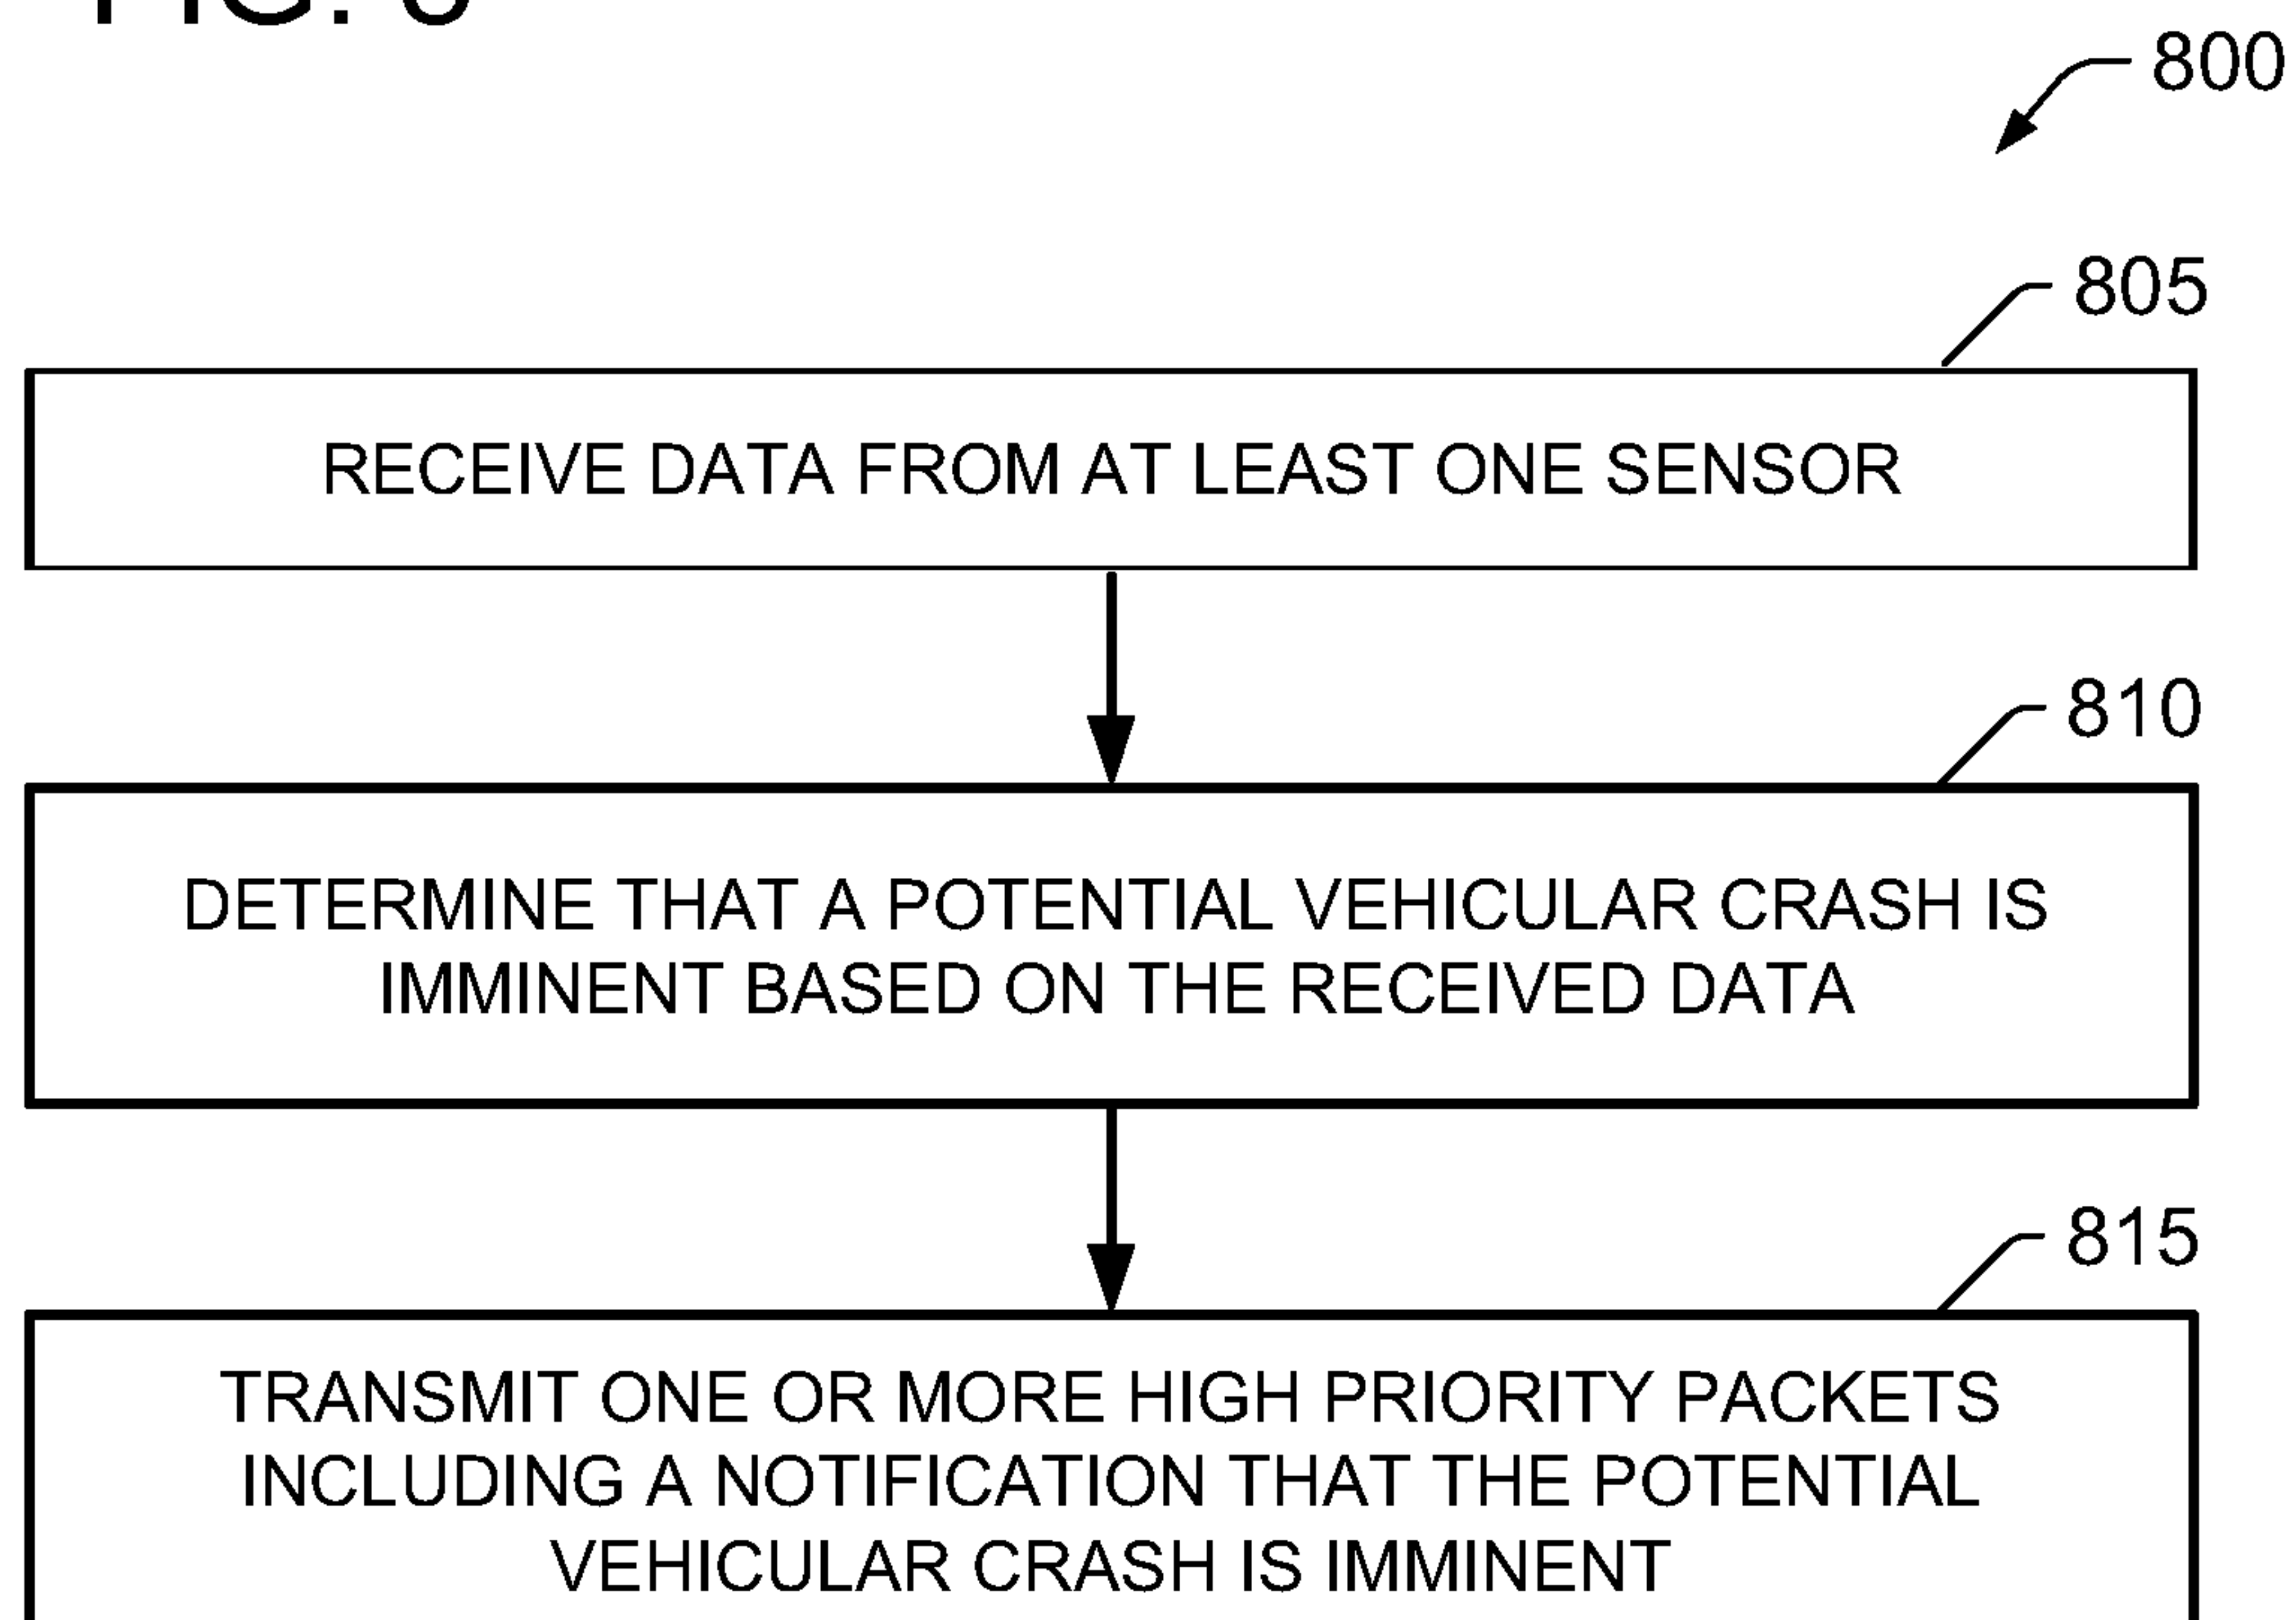 800
805
RECEIVE DATA FROM AT LEAST ONE SENSOR
810
DETERMINE THAT A POTENTIAL VEHICULAR CRASH IS
IMMINENT BASED ON THE RECEIVED DATA
815
TRANSMIT ONE OR MORE HIGH PRIORITY PACKETS
INCLUDING A NOTIFICATION THAT THE POTENTIAL
VEHICULAR CRASH IS IMMINENT